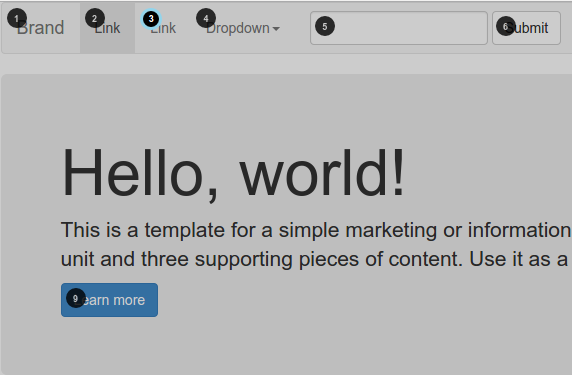 1 Brand 2 Link 3 Link 4 Dropdown 5 6 Submit
Hello, world!
This is a template for a simple marketing or information
unit and three supporting pieces of content. Use it as a
9 Learn more